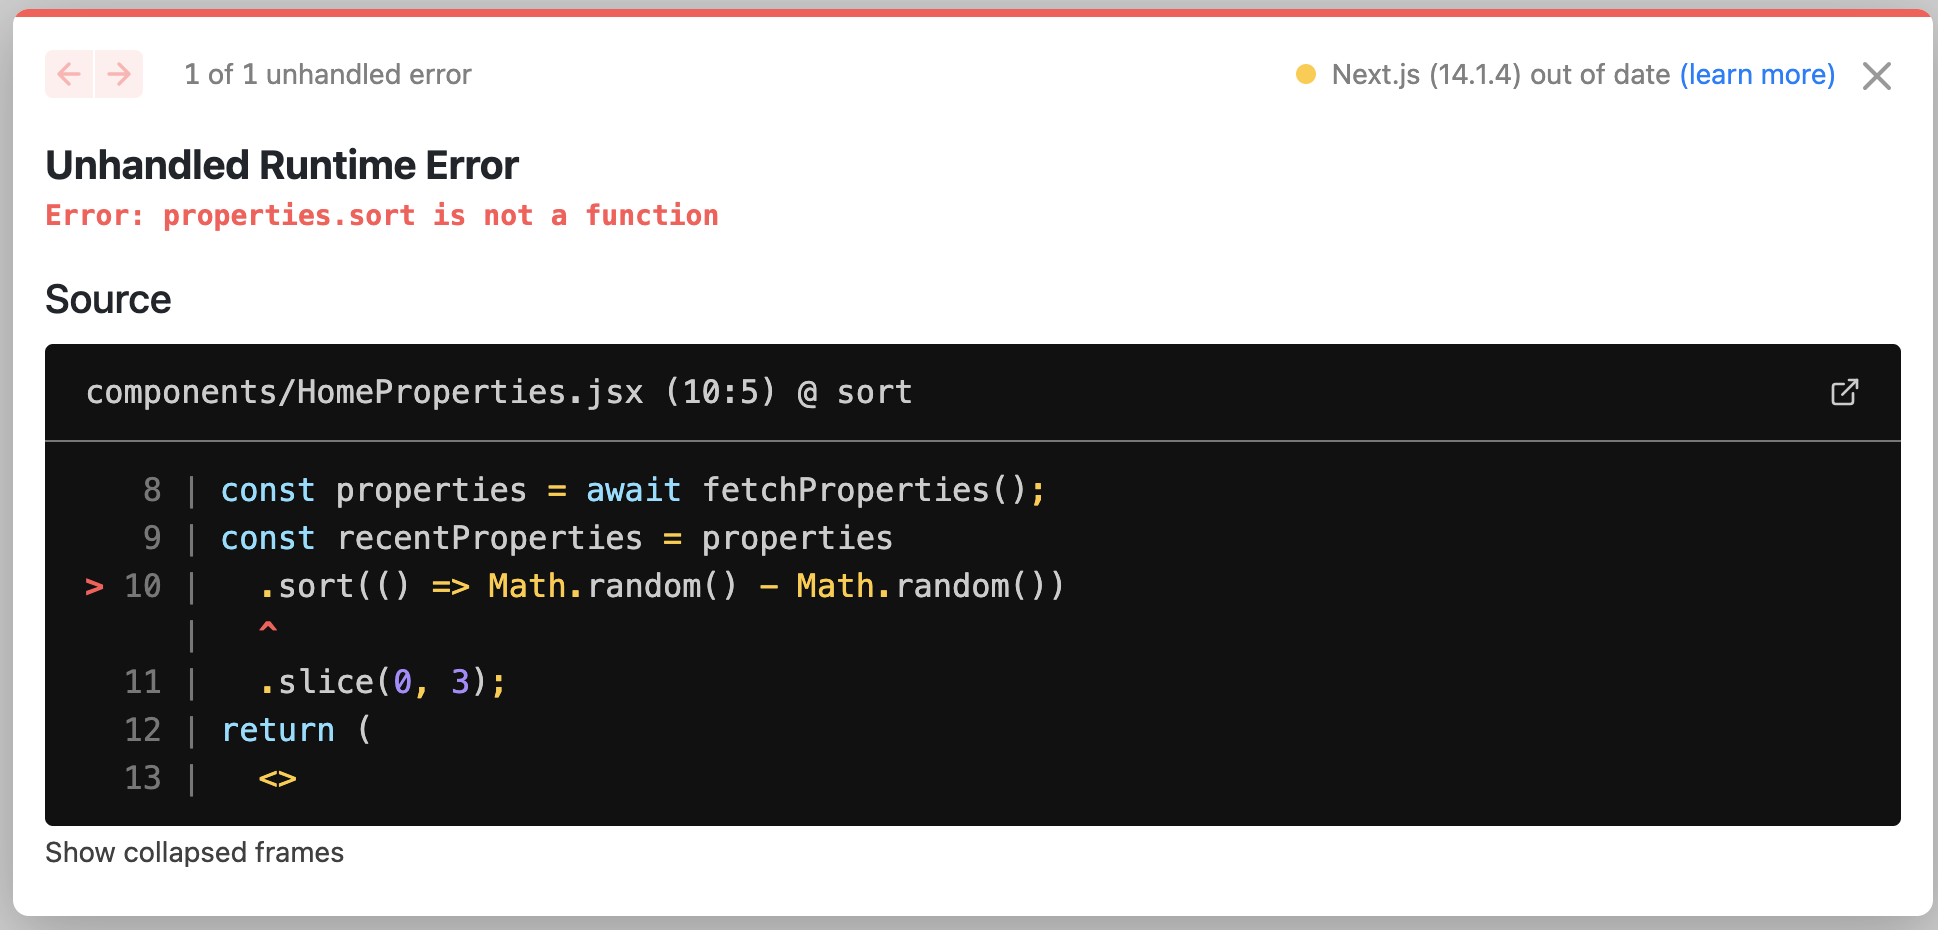 1 of 1 unhandled error
Next.js (14.1.4) out of date (learn more)
Unhandled Runtime Error
Error: properties.sort is not a function
Source
components/HomeProperties.jsx (10:5) @ sort
8 | const properties = await fetchProperties();
9 | const recentProperties = properties
> 10 |   .sort(() => Math.random() - Math.random())
|   ^
11 |   .slice(0, 3);
12 | return (
13 |   <>
Show collapsed frames